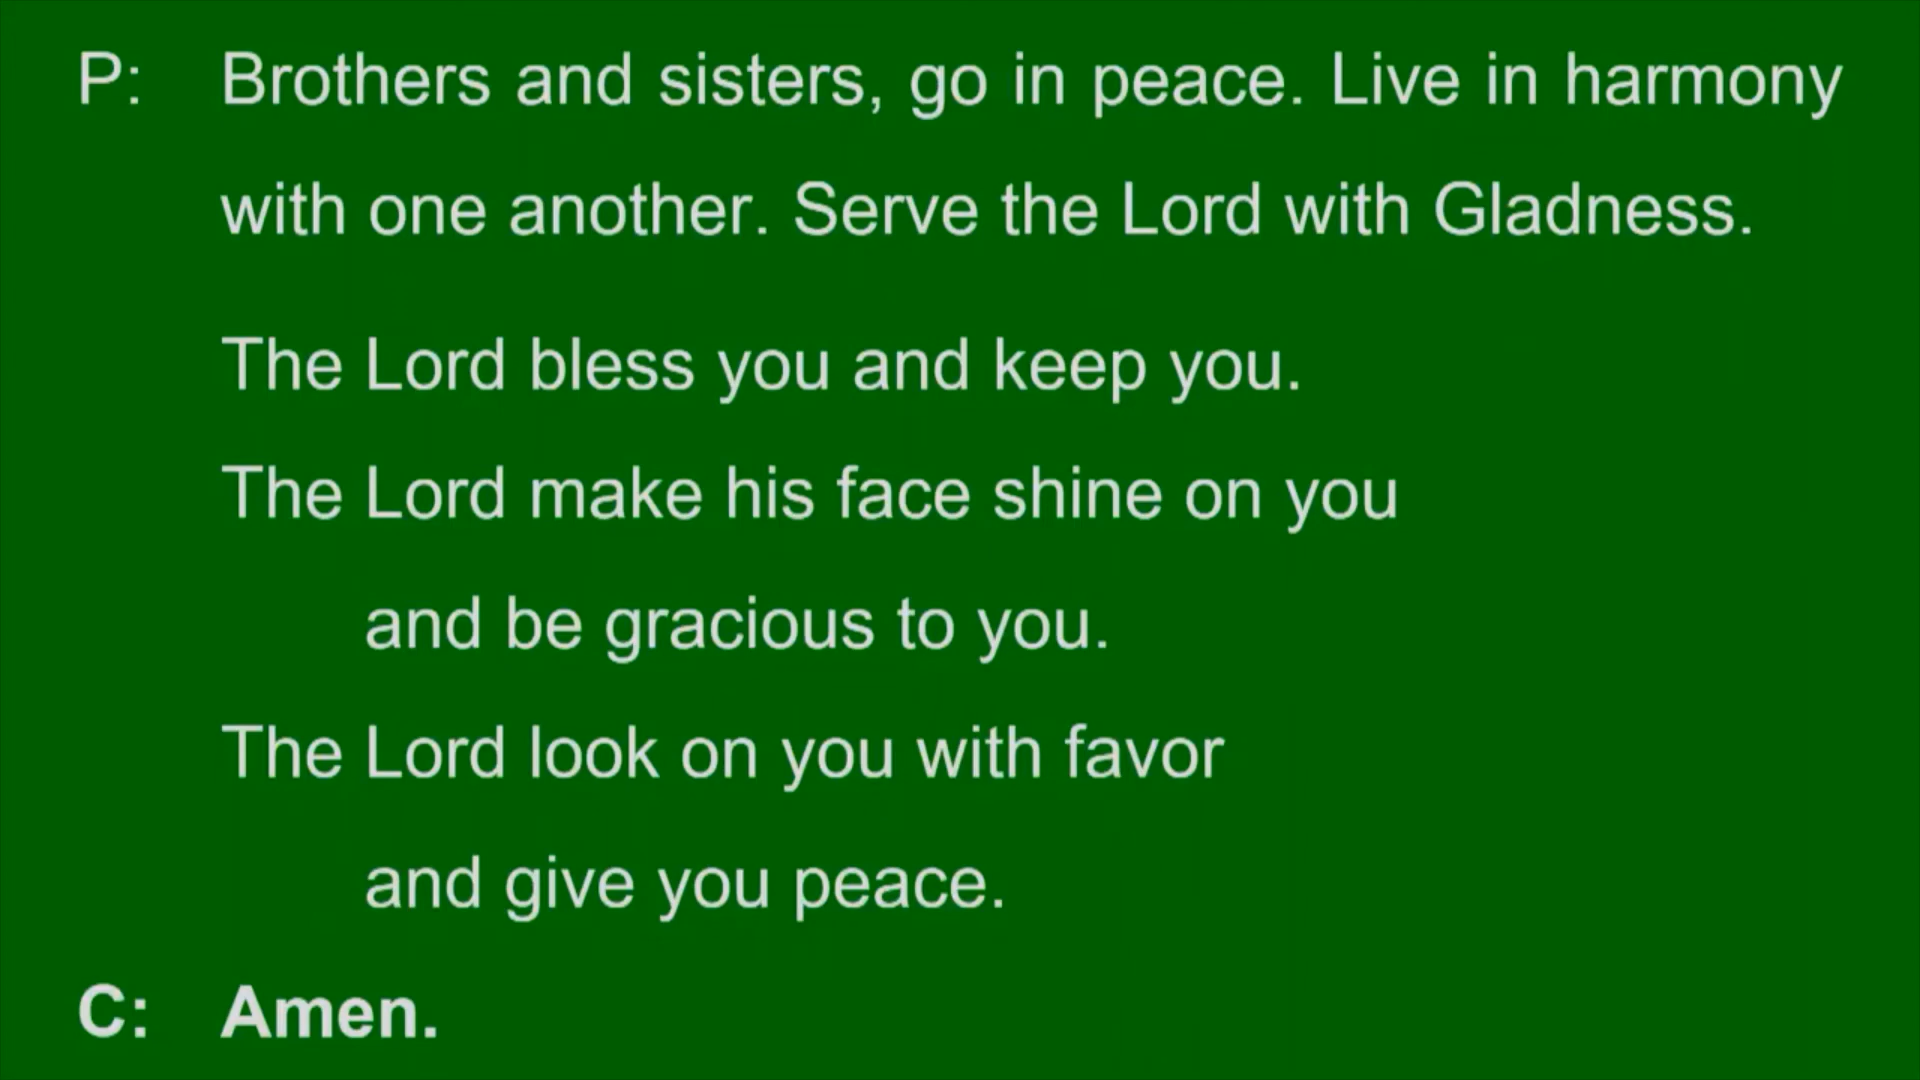 P: Brothers and sisters, go in peace. Live in harmony
with one another. Serve the Lord with Gladness.
The Lord bless you and keep you.
The Lord make his face shine on you
and be gracious to you.
The Lord look on you with favor
and give you peace.
C: Amen.